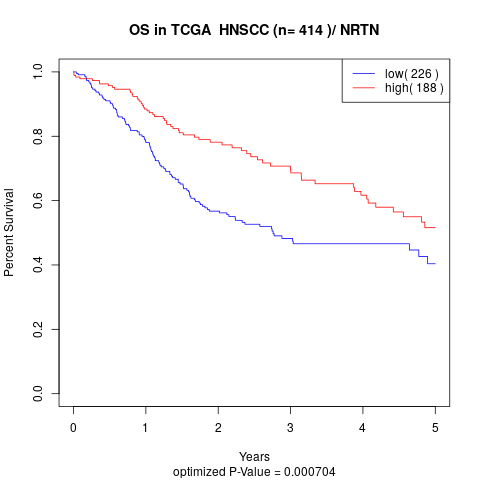 OS in TCGA  HNSCC (n= 414 )/ NRTN
low( 226 )
high( 188 )
Percent Survival
1.0
0.8
0.6
0.4
0.2
0.0
0 1 2 3 4 5
Years
optimized P-Value = 0.000704